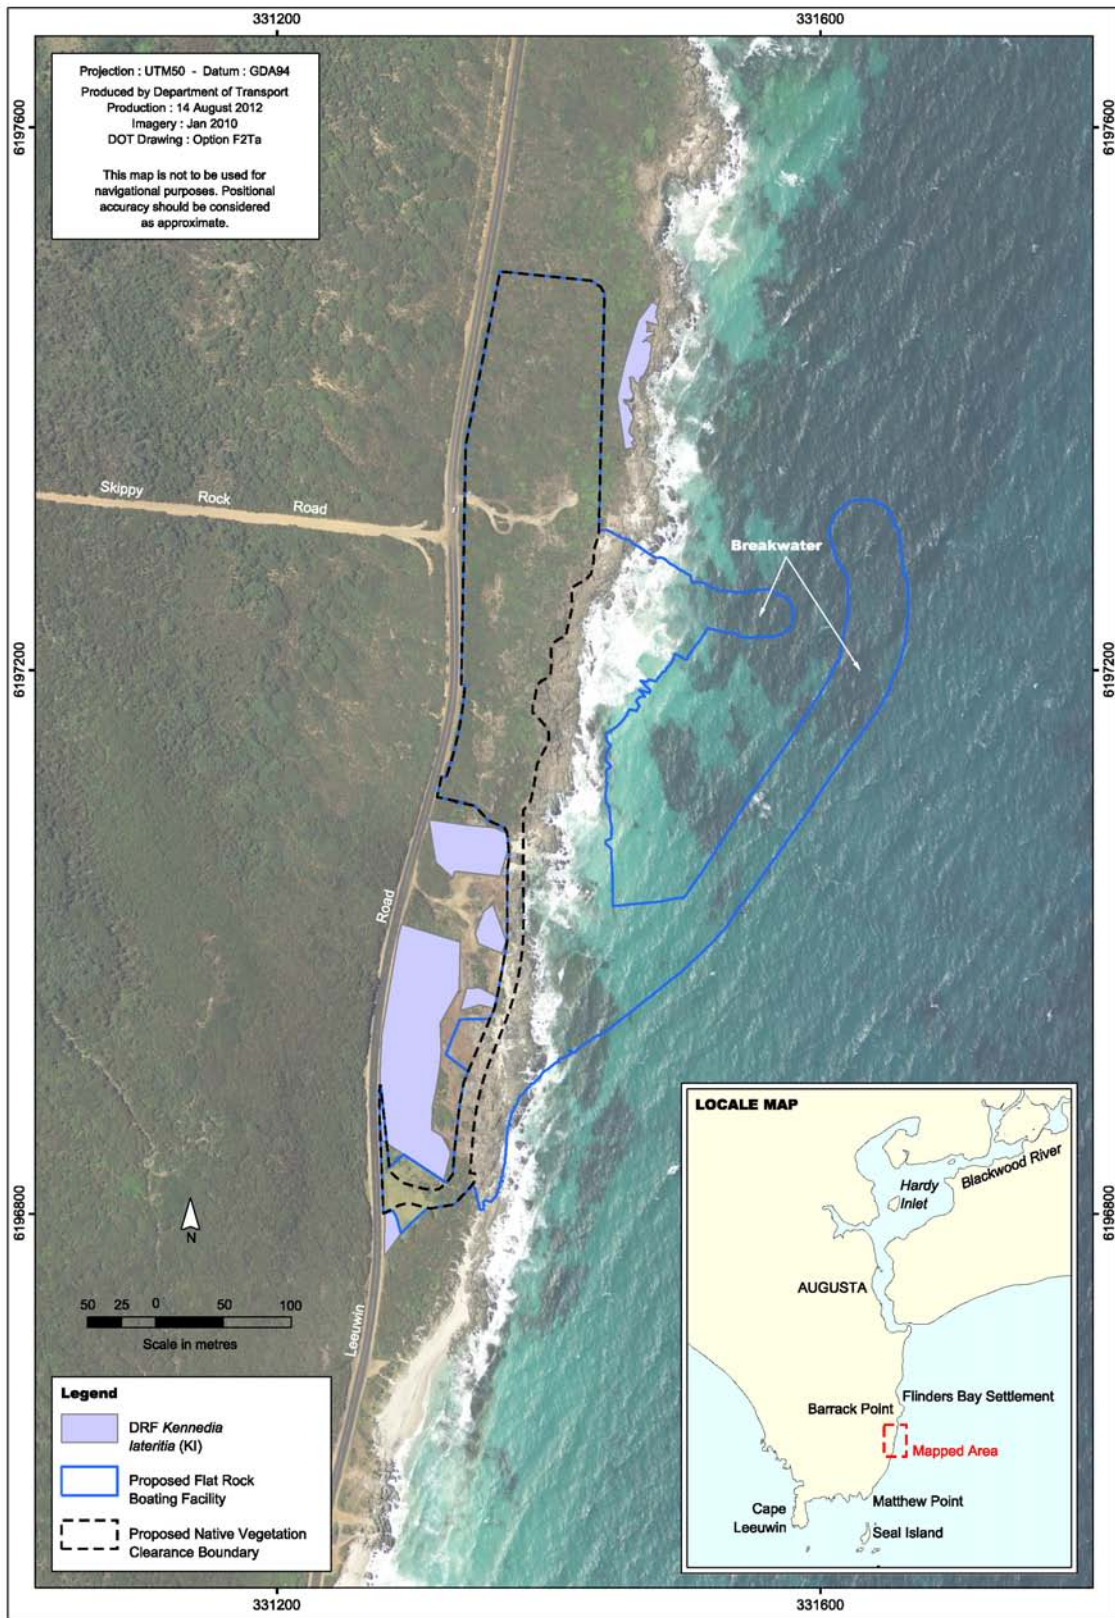 331200
331600
Projection : UTM50 - Datum : GDA94
Produced by Department of Transport
Production : 14 August 2012
Imagery : Jan 2010
DOT Drawing : Option F2Ta
This map is not to be used for
navigational purposes. Positional
accuracy should be considered
as approximate.
6197600
6197600
Skippy Rock Road
Breakwater
6197200
6197200
Road
LOCALE MAP
Blackwood River
Hardy
Inlet
6196800
6196800
N
AUGUSTA
50 25 0 50 100
Scale in metres
Leeuwin
Legend
DRF Kennedia
lateritia (KI)
Proposed Flat Rock
Boating Facility
Proposed Native Vegetation
Clearance Boundary
Flinders Bay Settlement
Barrack Point
Mapped Area
Matthew Point
Cape
Leeuwin
Seal Island
331200
331600